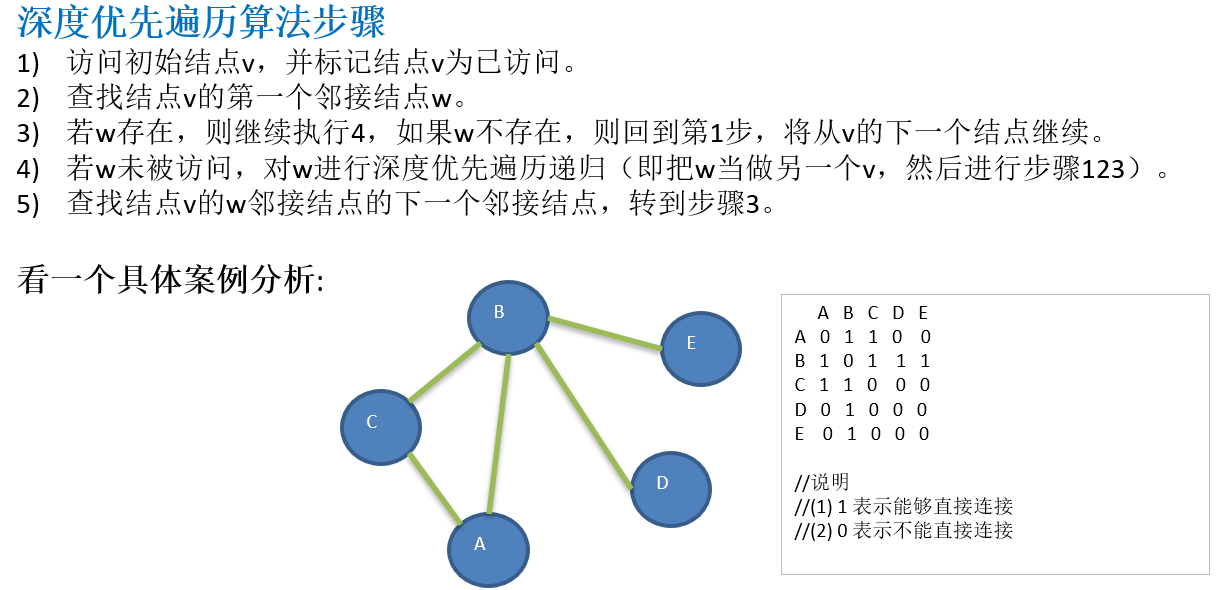 深度优先遍历算法步骤
1) 访问初始结点v，并标记结点v为已访问。
2) 查找结点v的第一个邻接结点w。
3) 若w存在，则继续执行4，如果w不存在，则回到第1步，将从v的下一个结点继续。
4) 若w未被访问，对w进行深度优先遍历递归（即把w当做另一个v，然后进行步骤123）。
5) 查找结点v的w邻接结点的下一个邻接结点，转到步骤3。
看一个具体案例分析:
B
E
C
D
A
A B C D E
A 0 1 1 0 0
B 1 0 1 1 1
C 1 1 0 0 0
D 0 1 0 0 0
E 0 1 0 0 0
//说明
//(1) 1 表示能够直接连接
//(2) 0 表示不能直接连接